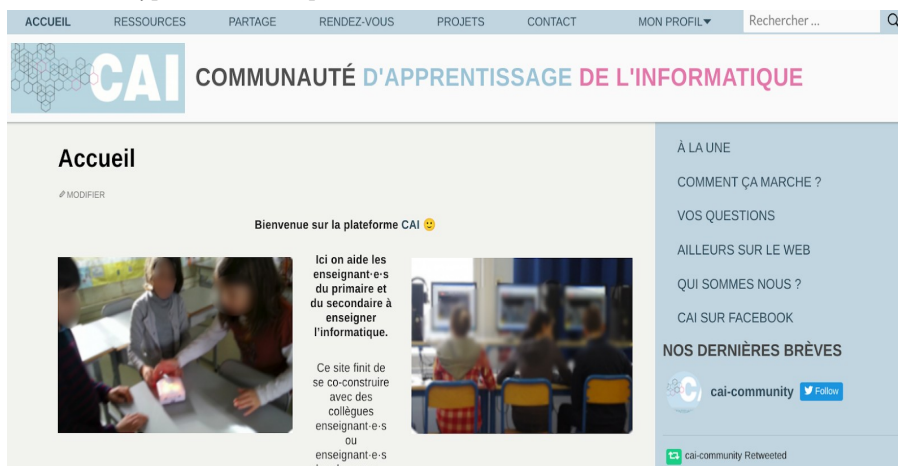 ACCUEIL RESSOURCES PARTAGE RENDEZ-VOUS PROJETS CONTACT MON PROFIL Rechercher ...
CAI COMMUNAUTÉ D'APPRENTISSAGE DE L'INFORMATIQUE
Accueil
MODIFIER
Bienvenue sur la plateforme CAI 🙂
Ici on aide les
enseignant·e·s
du primaire et
du secondaire à
enseigner
l'informatique.
Ce site finit de
se co-construire
avec des
collègues
enseignant·e·s
ou
enseignant·e·s
À LA UNE
COMMENT ÇA MARCHE ?
VOS QUESTIONS
AILLEURS SUR LE WEB
QUI SOMMES NOUS ?
CAI SUR FACEBOOK
NOS DERNIÈRES BRÈVES
cai-community Follow
cai-community Retweeted